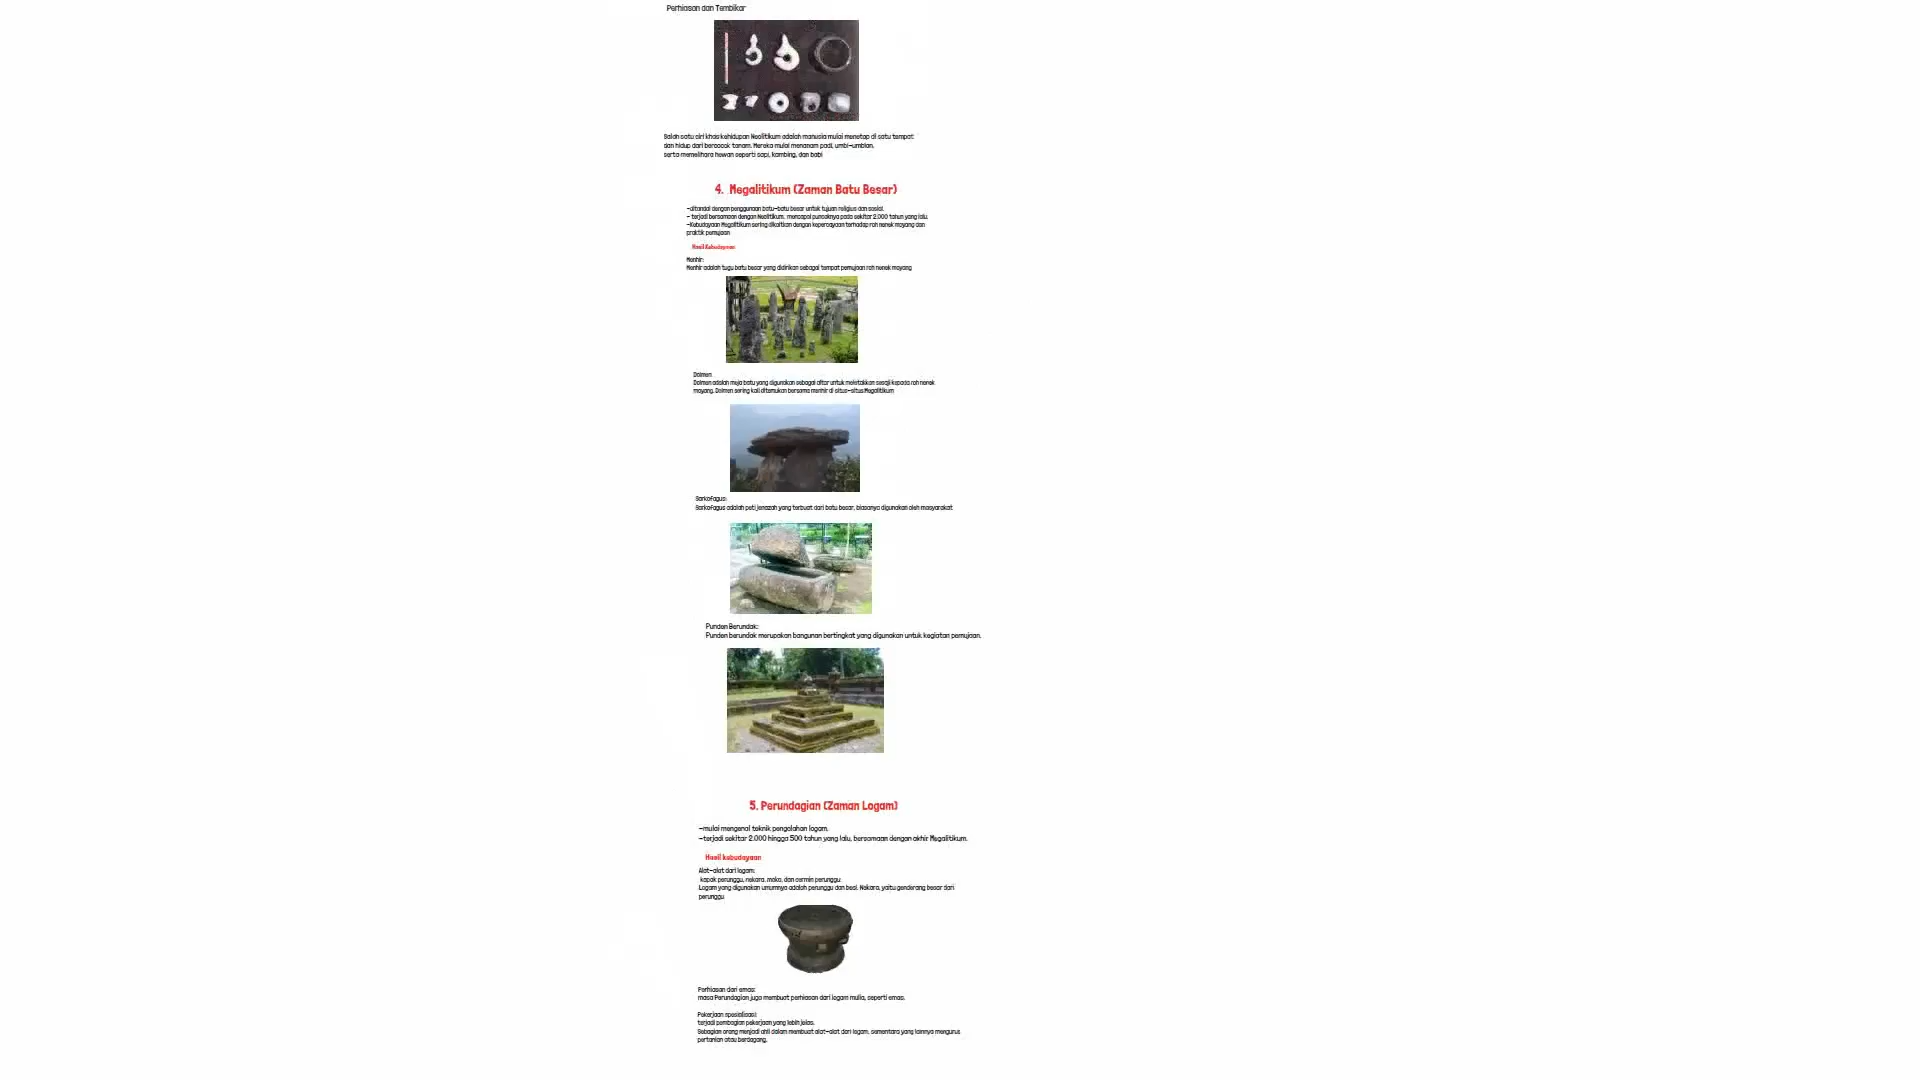 Perhiasan dan Tembikar
Salah satu ciri khas kehidupan Neolitikum adalah manusia mulai menetap di satu tempat
dan hidup dari bercocok tanam. Mereka mulai menanam padi, umbi-umbian,
serta memelihara hewan seperti sapi, kambing, dan babi
4. Megalitikum (Zaman Batu Besar)
-ditandai dengan penggunaan batu-batu besar untuk tujuan religius dan sosial.
- terjadi bersamaan dengan Neolitikum, mencapai puncaknya pada sekitar 2.000 tahun yang lalu.
-Kebudayaan Megalitikum sering dikaitkan dengan kepercayaan terhadap roh nenek moyang dan
praktik pemujaan
Hasil Kebudayaan
Menhir:
Menhir adalah tugu batu besar yang didirikan sebagai tempat pemujaan roh nenek moyang
Dolmen
Dolmen adalah meja batu yang digunakan sebagai altar untuk meletakkan sesaji kepada roh nenek
moyang. Dolmen sering kali ditemukan bersama menhir di situs-situs Megalitikum
Sarkofagus:
Sarkofagus adalah peti jenazah yang terbuat dari batu besar, biasanya digunakan oleh masyarakat
Punden Berundak:
Punden berundak merupakan bangunan bertingkat yang digunakan untuk kegiatan pemujaan.
5. Perundagian (Zaman Logam)
-mulai mengenal teknik pengolahan logam.
-terjadi sekitar 2.000 hingga 500 tahun yang lalu, bersamaan dengan akhir Megalitikum.
Hasil kebudayaan
Alat-alat dari logam:
kapak perunggu, nekara, moko, dan cermin perunggu
Logam yang digunakan umumnya adalah perunggu dan besi. Nekara, yaitu genderang besar dari
perunggu
Perhiasan dari emas:
masa Perundagian juga membuat perhiasan dari logam mulia, seperti emas.
Pekerjaan spesialisasi:
terjadi pembagian pekerjaan yang lebih jelas.
Sebagian orang menjadi ahli dalam membuat alat-alat dari logam, sementara yang lainnya mengurus
pertanian atau berdagang.